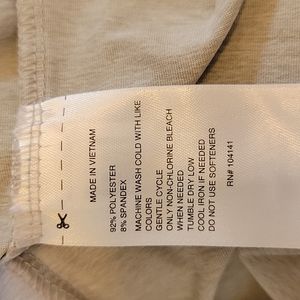 MADE IN VIETNAM
92% POLYESTER
8% SPANDEX
MACHINE WASH COLD WITH LIKE
COLORS
GENTLE CYCLE
ONLY NON-CHLORINE BLEACH
WHEN NEEDED
TUMBLE DRY LOW
COOL IRON IF NEEDED
DO NOT USE SOFTENERS
RN# 104141